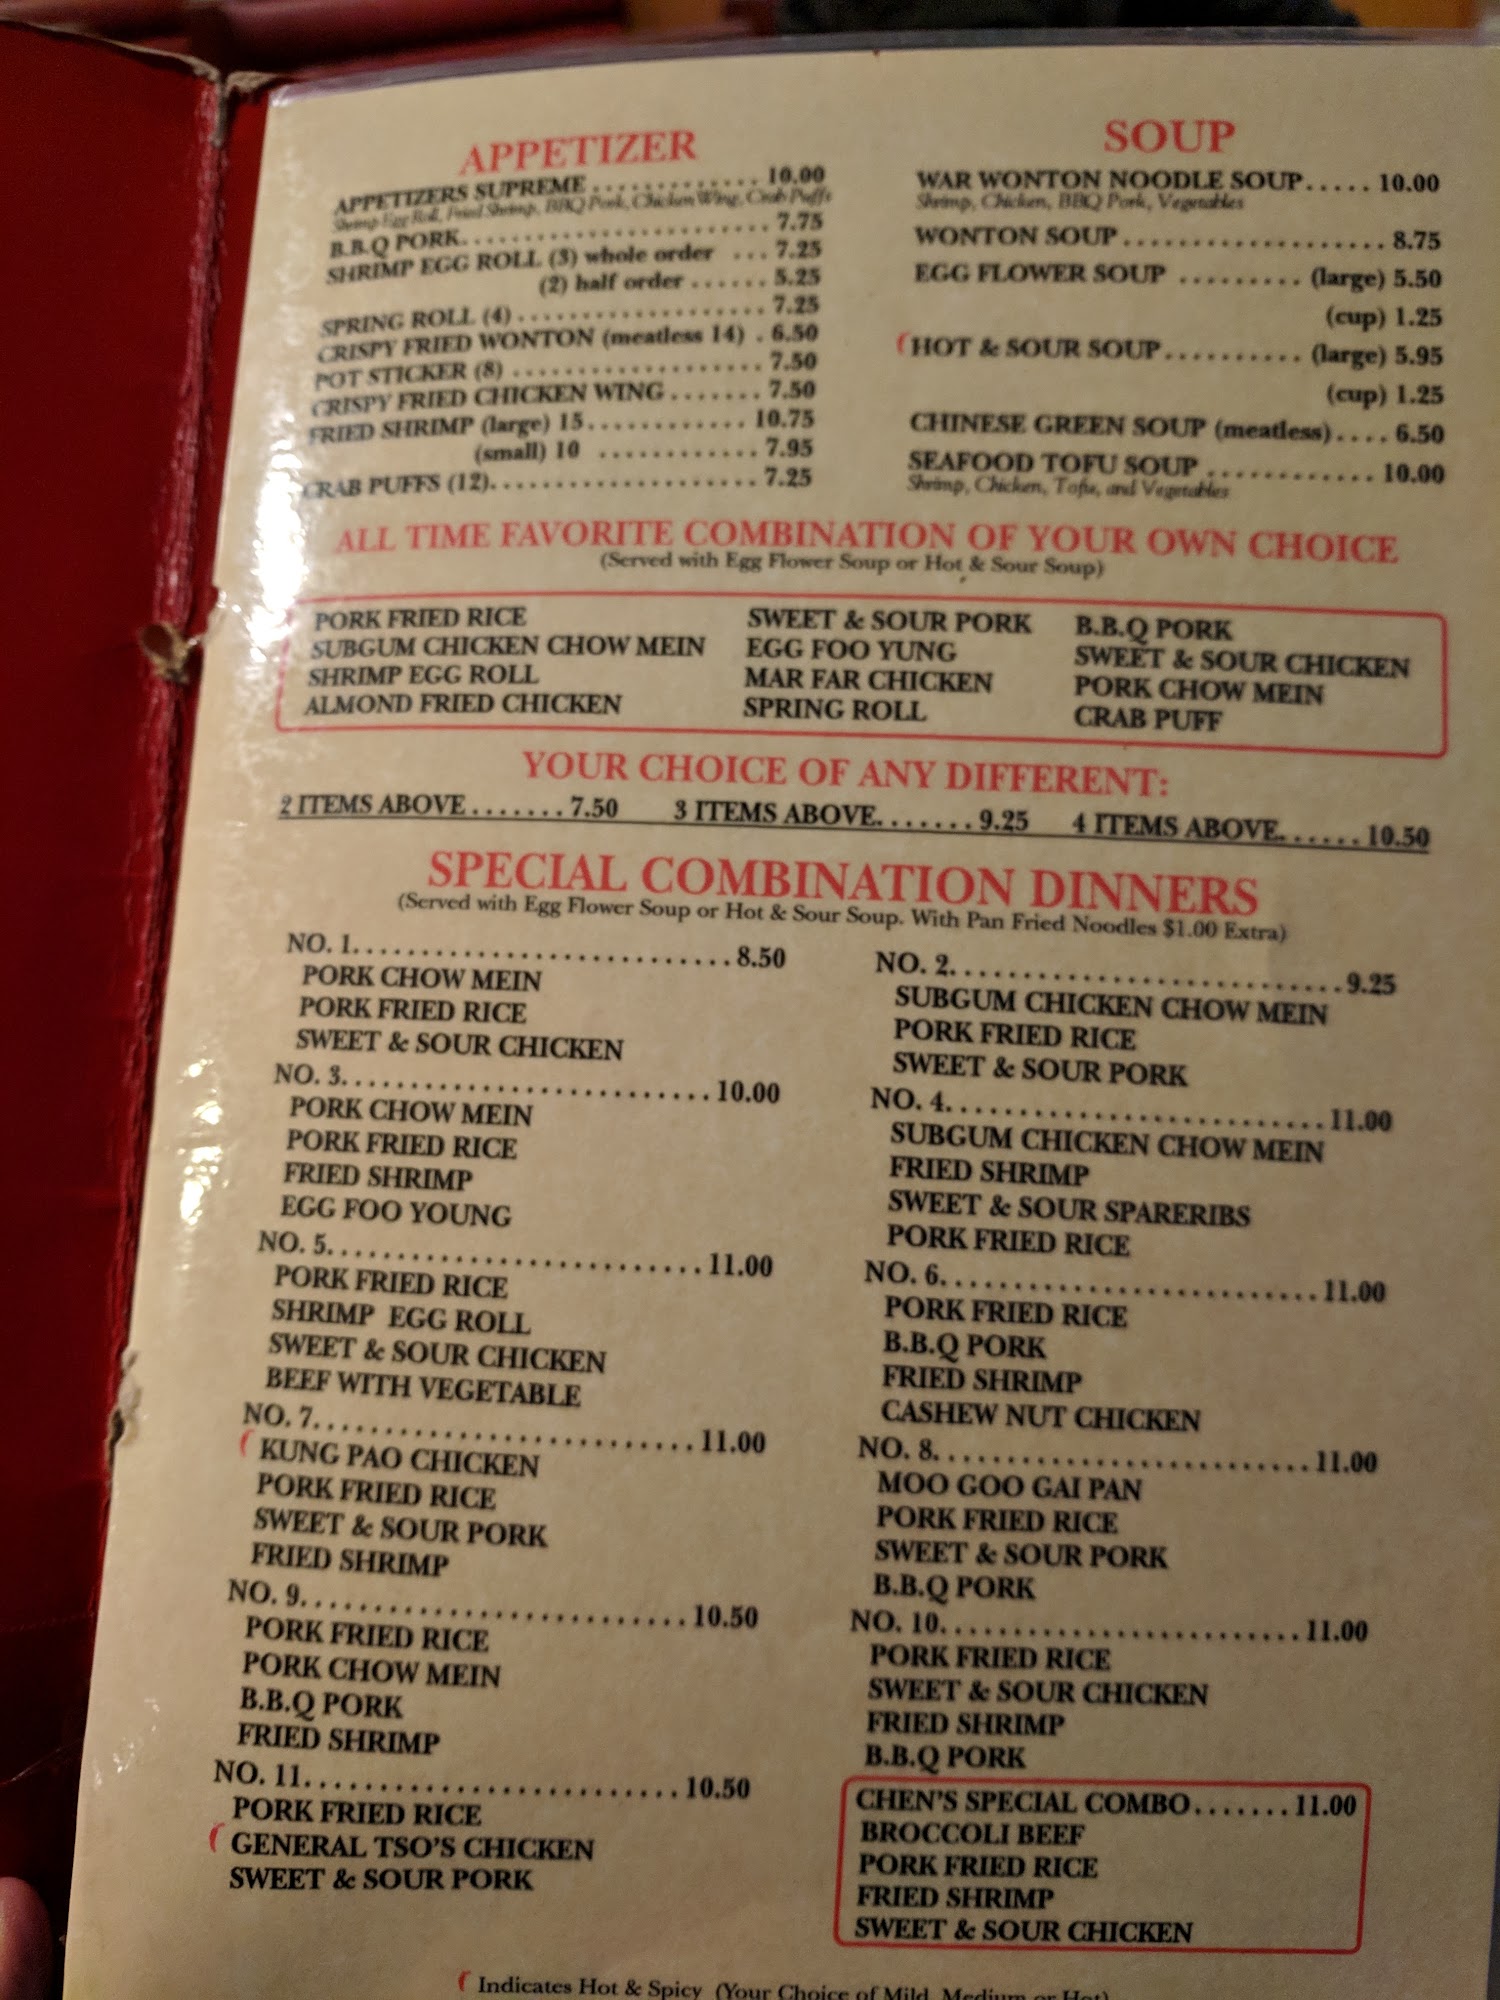 APPETIZER
APPETIZERS SUPREME ............. 10.00
Shrimp Egg Roll, Fried Shrimp, BBQ Pork, Chicken Wing, Crab Puffs
B.B.Q PORK.......................... 7.75
SHRIMP EGG ROLL (3) whole order ... 7.25
(2) half order ...... 5.25
SPRING ROLL (4) ..................... 7.25
CRISPY FRIED WONTON (meatless 14) . 6.50
POT STICKER (8) ..................... 7.50
CRISPY FRIED CHICKEN WING ....... 7.50
FRIED SHRIMP (large) 15............ 10.75
(small) 10 ............ 7.95
CRAB PUFFS (12)..................... 7.25
SOUP
WAR WONTON NOODLE SOUP..... 10.00
Shrimp, Chicken, BBQ Pork, Vegetables
WONTON SOUP .................... 8.75
EGG FLOWER SOUP ......... (large) 5.50
(cup) 1.25
HOT & SOUR SOUP.......... (large) 5.95
(cup) 1.25
CHINESE GREEN SOUP (meatless).... 6.50
SEAFOOD TOFU SOUP ............ 10.00
Shrimp, Chicken, Tofu, and Vegetables
ALL TIME FAVORITE COMBINATION OF YOUR OWN CHOICE
(Served with Egg Flower Soup or Hot & Sour Soup)
PORK FRIED RICE
SUBGUM CHICKEN CHOW MEIN
SHRIMP EGG ROLL
ALMOND FRIED CHICKEN
SWEET & SOUR PORK
EGG FOO YUNG
MAR FAR CHICKEN
SPRING ROLL
B.B.Q PORK
SWEET & SOUR CHICKEN
PORK CHOW MEIN
CRAB PUFF
YOUR CHOICE OF ANY DIFFERENT:
2 ITEMS ABOVE ....... 7.50 3 ITEMS ABOVE....... 9.25 4 ITEMS ABOVE...... 10.50
SPECIAL COMBINATION DINNERS
(Served with Egg Flower Soup or Hot & Sour Soup. With Pan Fried Noodles $1.00 Extra)
NO. 1............................ 8.50
PORK CHOW MEIN
PORK FRIED RICE
SWEET & SOUR CHICKEN
NO. 2............................ 9.25
SUBGUM CHICKEN CHOW MEIN
PORK FRIED RICE
SWEET & SOUR PORK
NO. 3........................... 10.00
PORK CHOW MEIN
PORK FRIED RICE
FRIED SHRIMP
EGG FOO YOUNG
NO. 4........................... 11.00
SUBGUM CHICKEN CHOW MEIN
FRIED SHRIMP
SWEET & SOUR SPARERIBS
PORK FRIED RICE
NO. 5........................... 11.00
PORK FRIED RICE
SHRIMP EGG ROLL
SWEET & SOUR CHICKEN
BEEF WITH VEGETABLE
NO. 6........................... 11.00
PORK FRIED RICE
B.B.Q PORK
FRIED SHRIMP
CASHEW NUT CHICKEN
NO. 7........................... 11.00
KUNG PAO CHICKEN
PORK FRIED RICE
SWEET & SOUR PORK
FRIED SHRIMP
NO. 8........................... 11.00
MOO GOO GAI PAN
PORK FRIED RICE
SWEET & SOUR PORK
B.B.Q PORK
NO. 9........................... 10.50
PORK FRIED RICE
PORK CHOW MEIN
B.B.Q PORK
FRIED SHRIMP
NO. 10.......................... 11.00
PORK FRIED RICE
SWEET & SOUR CHICKEN
FRIED SHRIMP
B.B.Q PORK
NO. 11.......................... 10.50
PORK FRIED RICE
GENERAL TSO'S CHICKEN
SWEET & SOUR PORK
CHEN'S SPECIAL COMBO....... 11.00
BROCCOLI BEEF
PORK FRIED RICE
FRIED SHRIMP
SWEET & SOUR CHICKEN
Indicates Hot & Spicy (Your Choice of Mild, Medium or Hot)